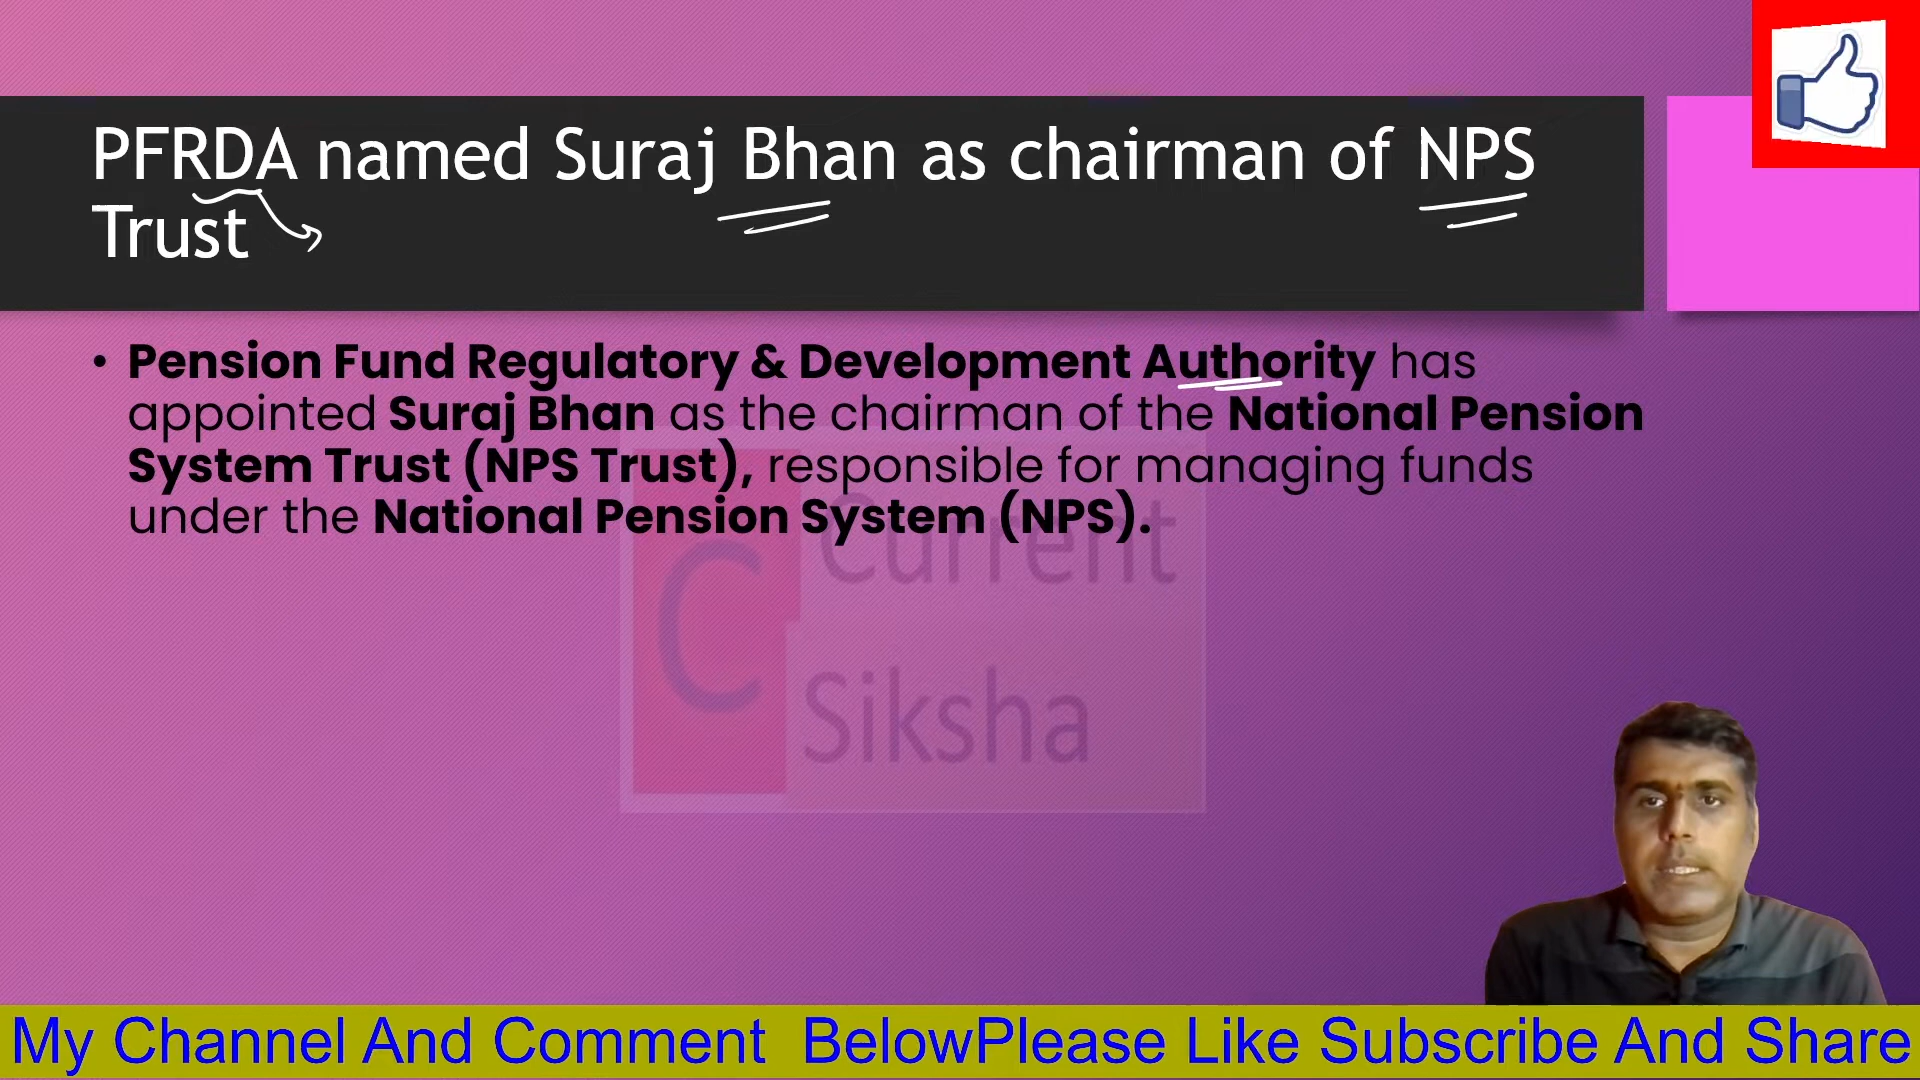 PFRDA named Suraj Bhan as chairman of NPS
Trust
• Pension Fund Regulatory & Development Authority has
appointed Suraj Bhan as the chairman of the National Pension
System Trust (NPS Trust), responsible for managing funds
under the National Pension System (NPS).
C Current
Siksha
My Channel And Comment BelowPlease Like Subscribe And Share